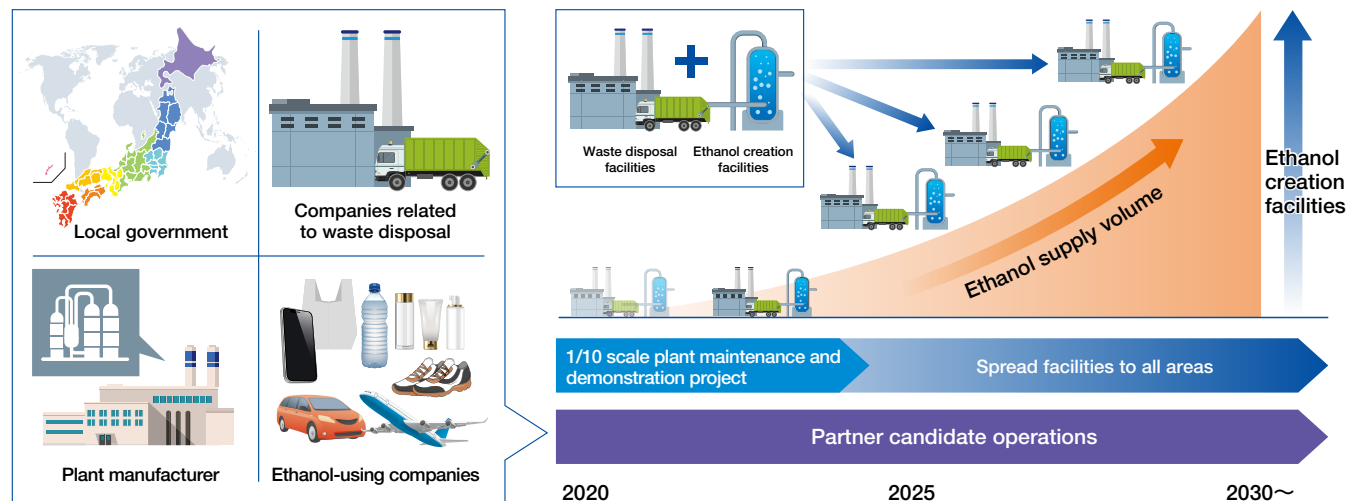 Local government
Companies related
to waste disposal
Plant manufacturer
Ethanol-using companies
Waste disposal
facilities
Ethanol creation
facilities
Ethanol supply volume
Ethanol
creation
facilities
1/10 scale plant maintenance and
demonstration project
Spread facilities to all areas
Partner candidate operations
2020
2025
2030～